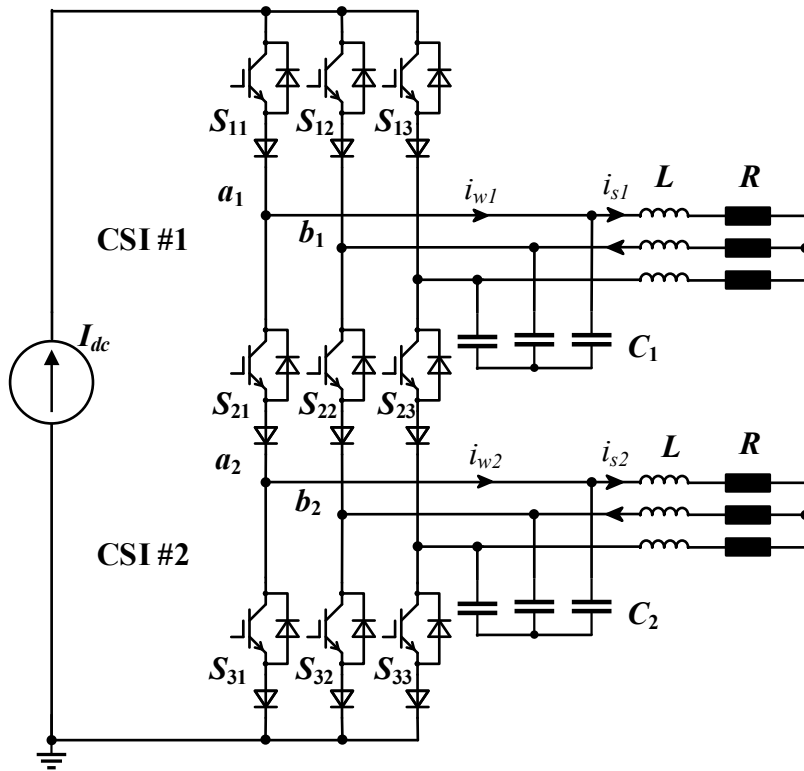 S11 S12 S13
a1 iw1 is1 L R
CSI #1 b1
Idc C1
S21 S22 S23
a2 iw2 is2 L R
b2
CSI #2
C2
S31 S32 S33